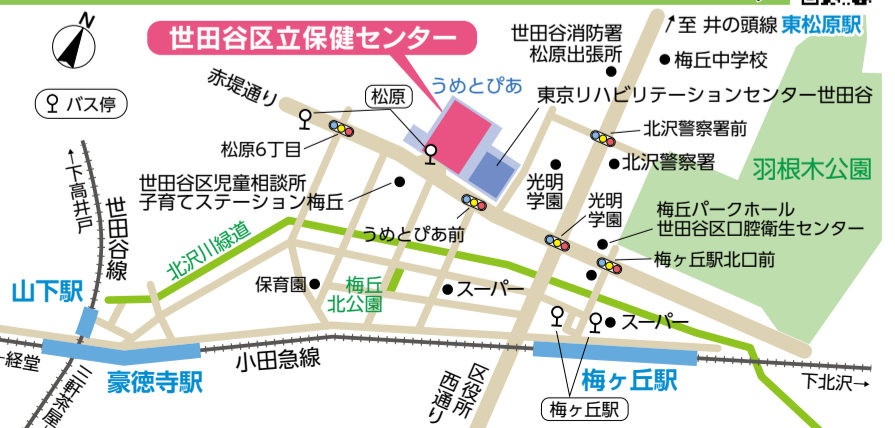 N
世田谷区立保健センター
世田谷消防署
松原出張所
至 井の頭線 東松原駅
梅丘中学校
バス停
赤堤通り
松原
うめとぴあ
東京リハビリテーションセンター世田谷
松原6丁目
北沢警察署前
北沢警察署
羽根木公園
←下高井戸
世田谷線
世田谷区児童相談所
子育てステーション梅丘
光明
学園
光明
学園
梅丘パークホール
世田谷区口腔衛生センター
うめとぴあ前
北沢川緑道
梅ヶ丘駅北口前
山下駅
保育園
梅丘
北公園
スーパー
スーパー
←経堂
豪徳寺駅
小田急線
梅ヶ丘駅
下北沢→
三軒茶屋
区役所
西通り
梅ヶ丘駅